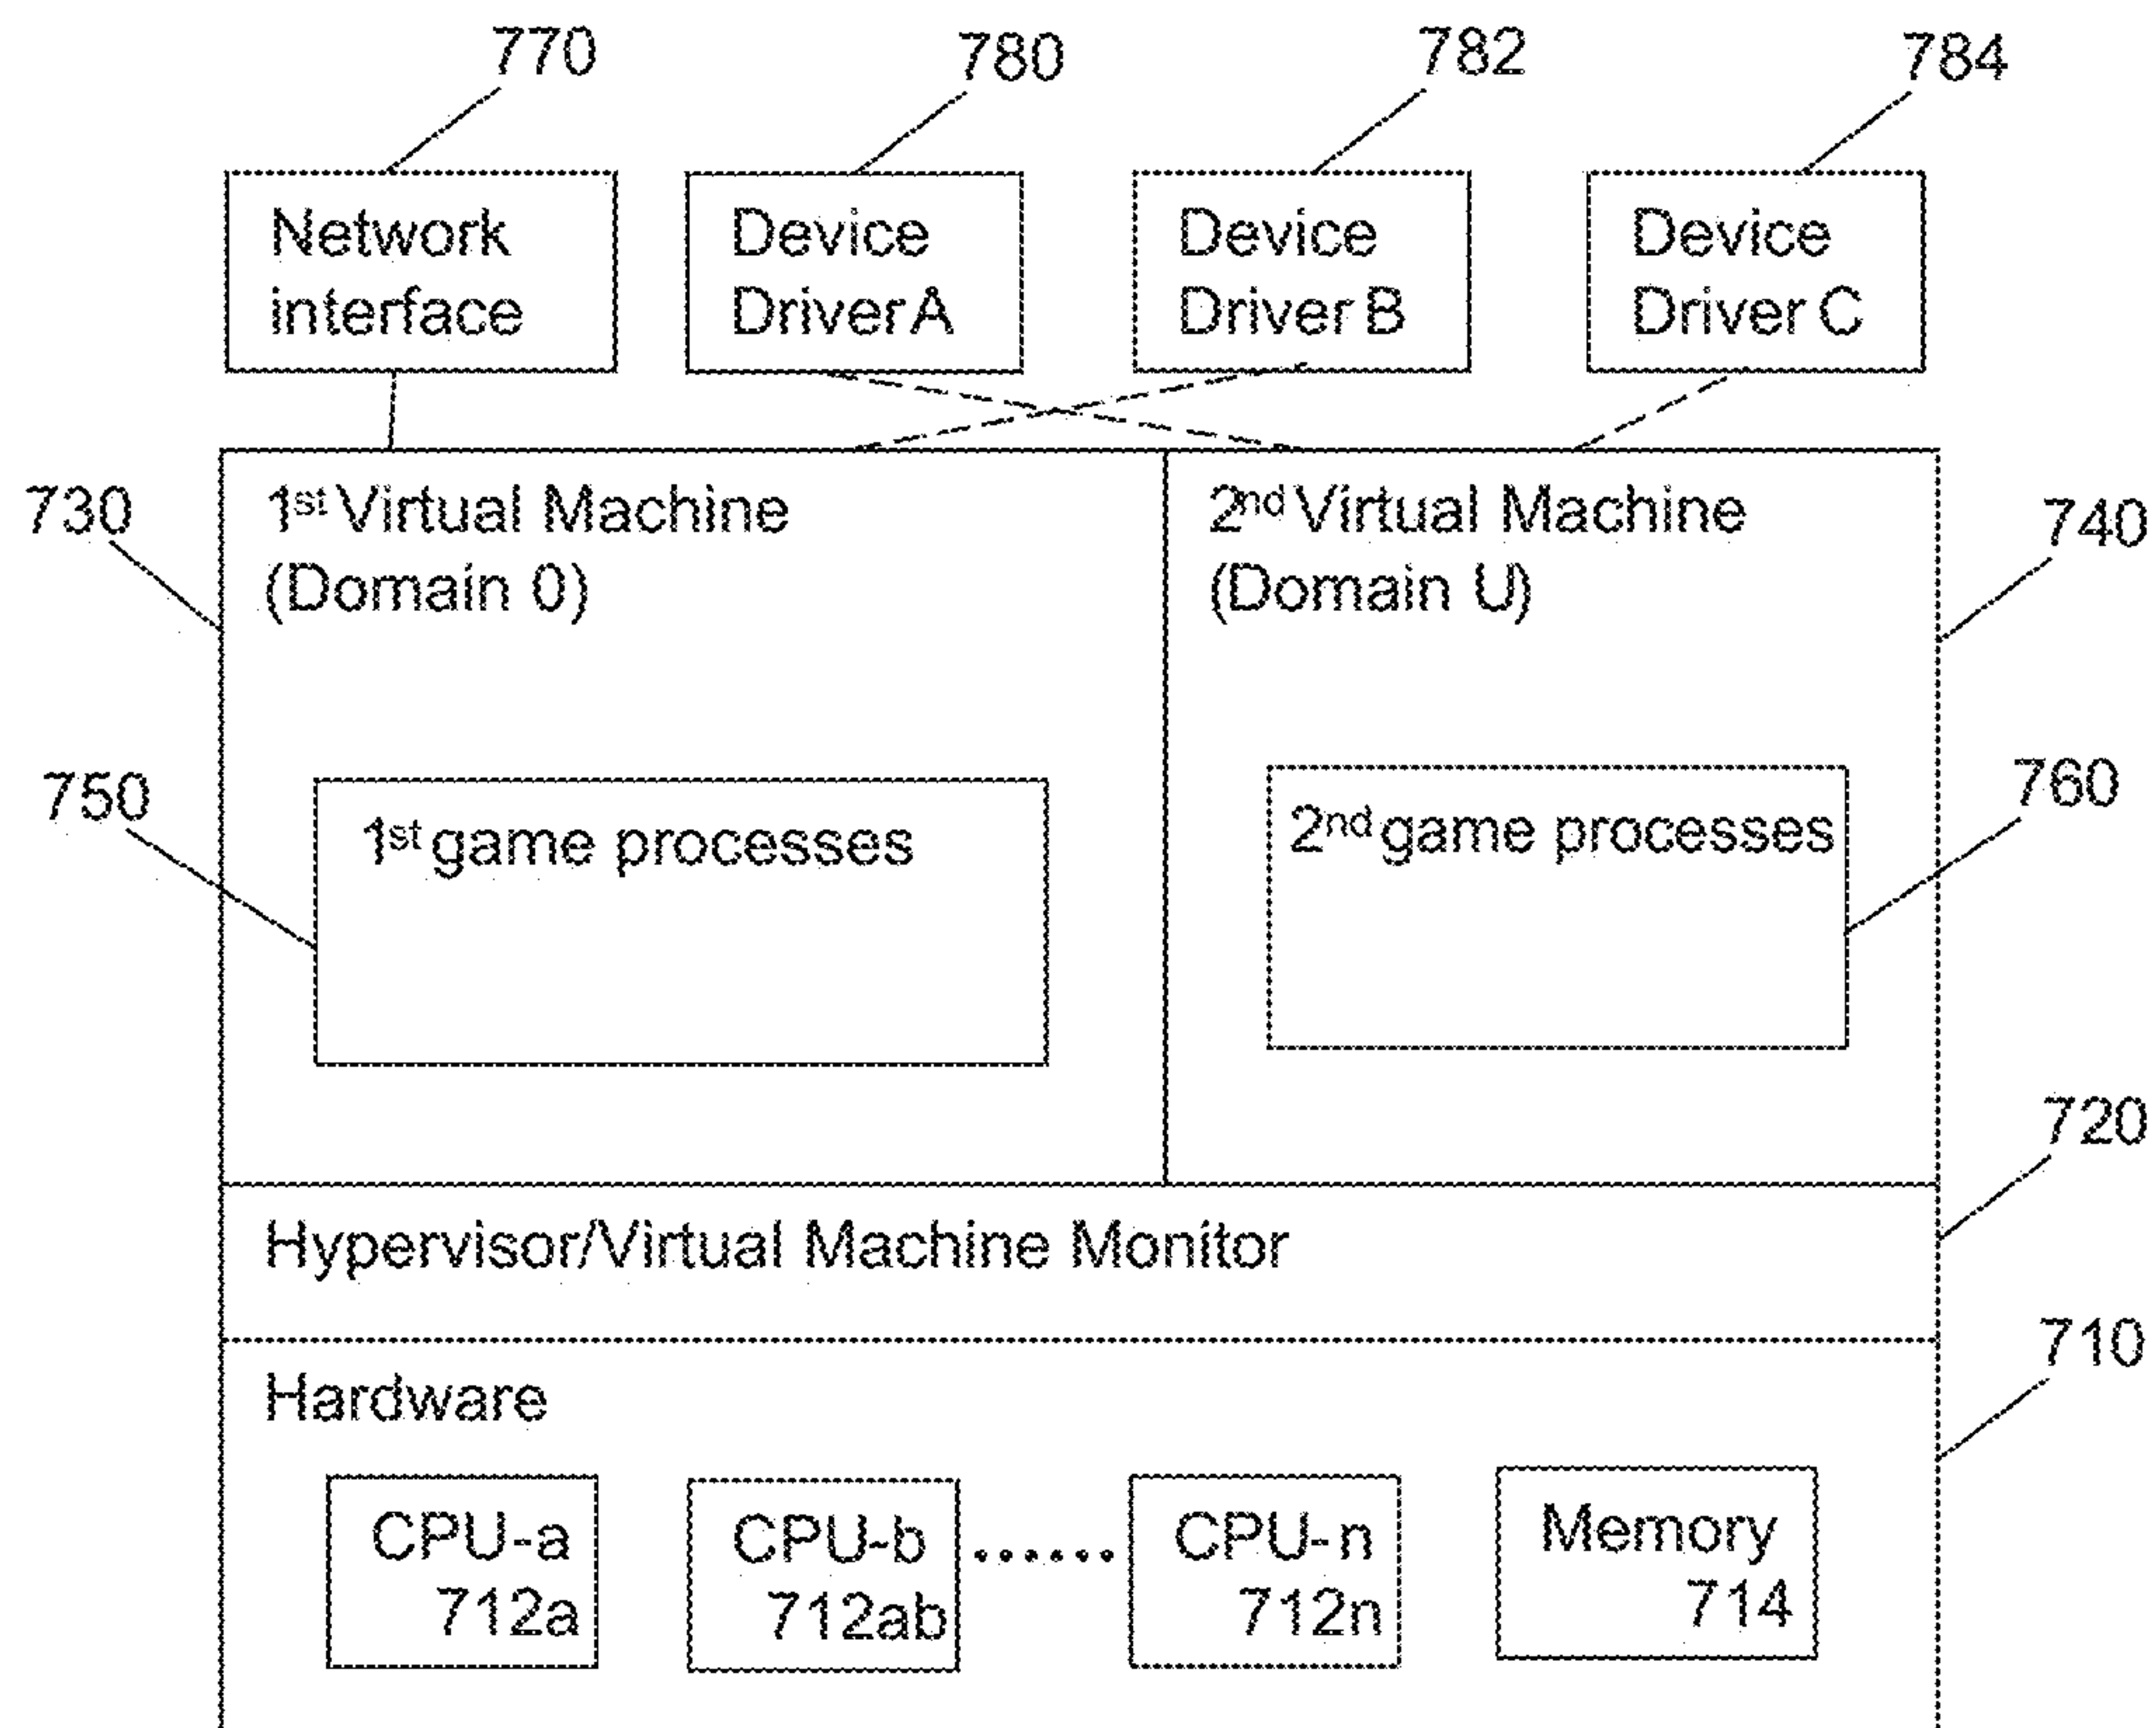 770
780
782
784
Network
interface
Device
Driver A
Device
Driver B
Device
Driver C
730
1st Virtual Machine
(Domain 0)
2nd Virtual Machine
(Domain U)
740
750
1st game processes
2nd game processes
760
720
Hypervisor/Virtual Machine Monitor
710
Hardware
CPU-a
712a
CPU-b
712ab
......
CPU-n
712n
Memory
714